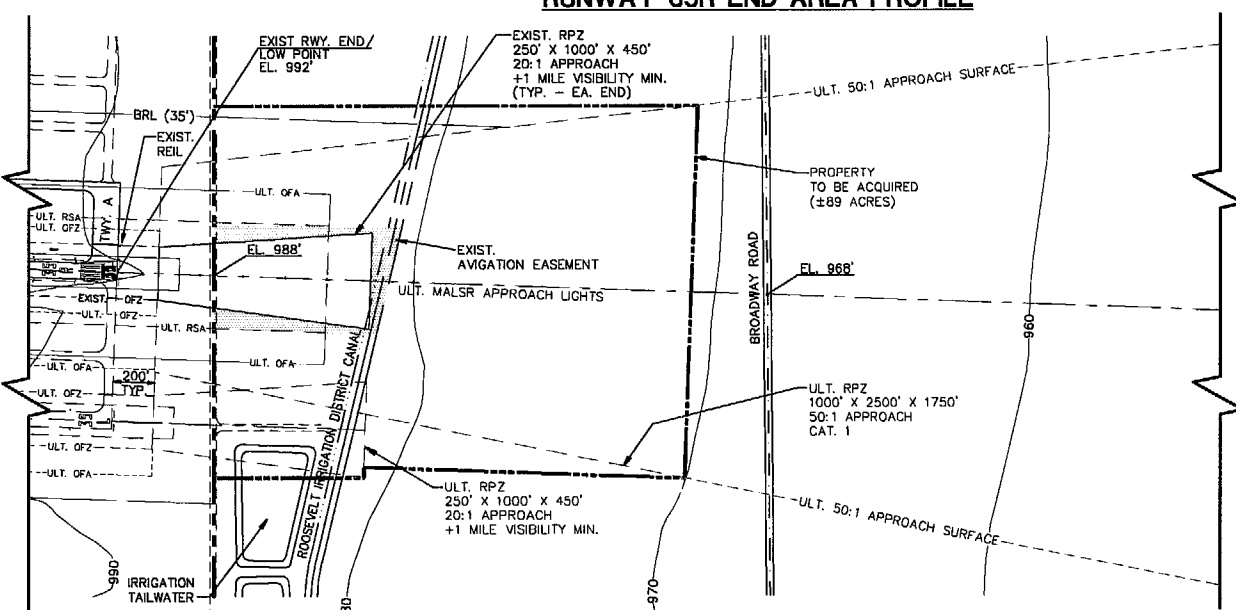 RUNWAY 03R END AREA PROFILE
EXIST RWY. END/
LOW POINT
EL. 992'
EXIST. RPZ
250' X 1000' X 450'
20:1 APPROACH
+1 MILE VISIBILITY MIN.
(TYP. - EA. END)
ULT. 50:1 APPROACH SURFACE
BRL (35')
EXIST.
REIL
PROPERTY
TO BE ACQUIRED
(±89 ACRES)
ULT. OFA
TWY. A
ULT. RSA
ULT. OFZ
EL. 988'
EXIST.
AVIGATION EASEMENT
BROADWAY ROAD
EL. 968'
ULT. MALSR APPROACH LIGHTS
EXIST. OFZ
ULT. OFZ
ULT. RSA
960
ULT. OFA
ULT. OFA
200'
TYP.
ULT. OFZ
ULT. RPZ
1000' X 2500' X 1750'
50:1 APPROACH
CAT. 1
ROOSEVELT IRRIGATION DISTRICT CANAL
ULT. OFZ
ULT. OFA
ULT. RPZ
250' X 1000' X 450'
20:1 APPROACH
+1 MILE VISIBILITY MIN.
ULT. 50:1 APPROACH SURFACE
990
IRRIGATION
TAILWATER
970